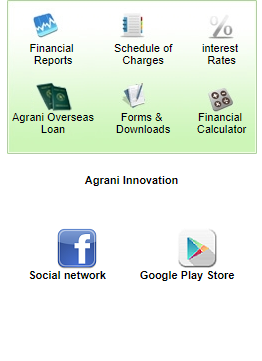 Financial Reports
Schedule of Charges
interest Rates
Agrani Overseas Loan
Forms & Downloads
Financial Calculator
Agrani Innovation
Social network
Google Play Store